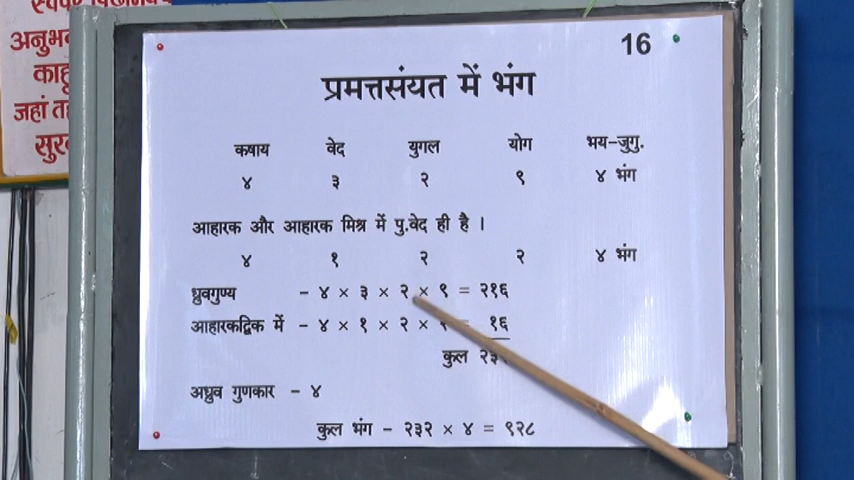 अनुभ
जहां
16
प्रमत्तसंयत में भंग
कषाय वेद युगल योग भय-जुगु.
४ ३ २ ९ ४ भंग
आहारक और आहारक मिश्र में पु.वेद ही है ।
४ १ २ २ ४ भंग
ध्रुवगुण्य - ४ × ३ × २ × ९ = २१६
आहारकद्विक में - ४ × १ × २ × = १६
कुल २३
अध्रुव गुणकार - ४
कुल भंग - २३२ × ४ = ९२८